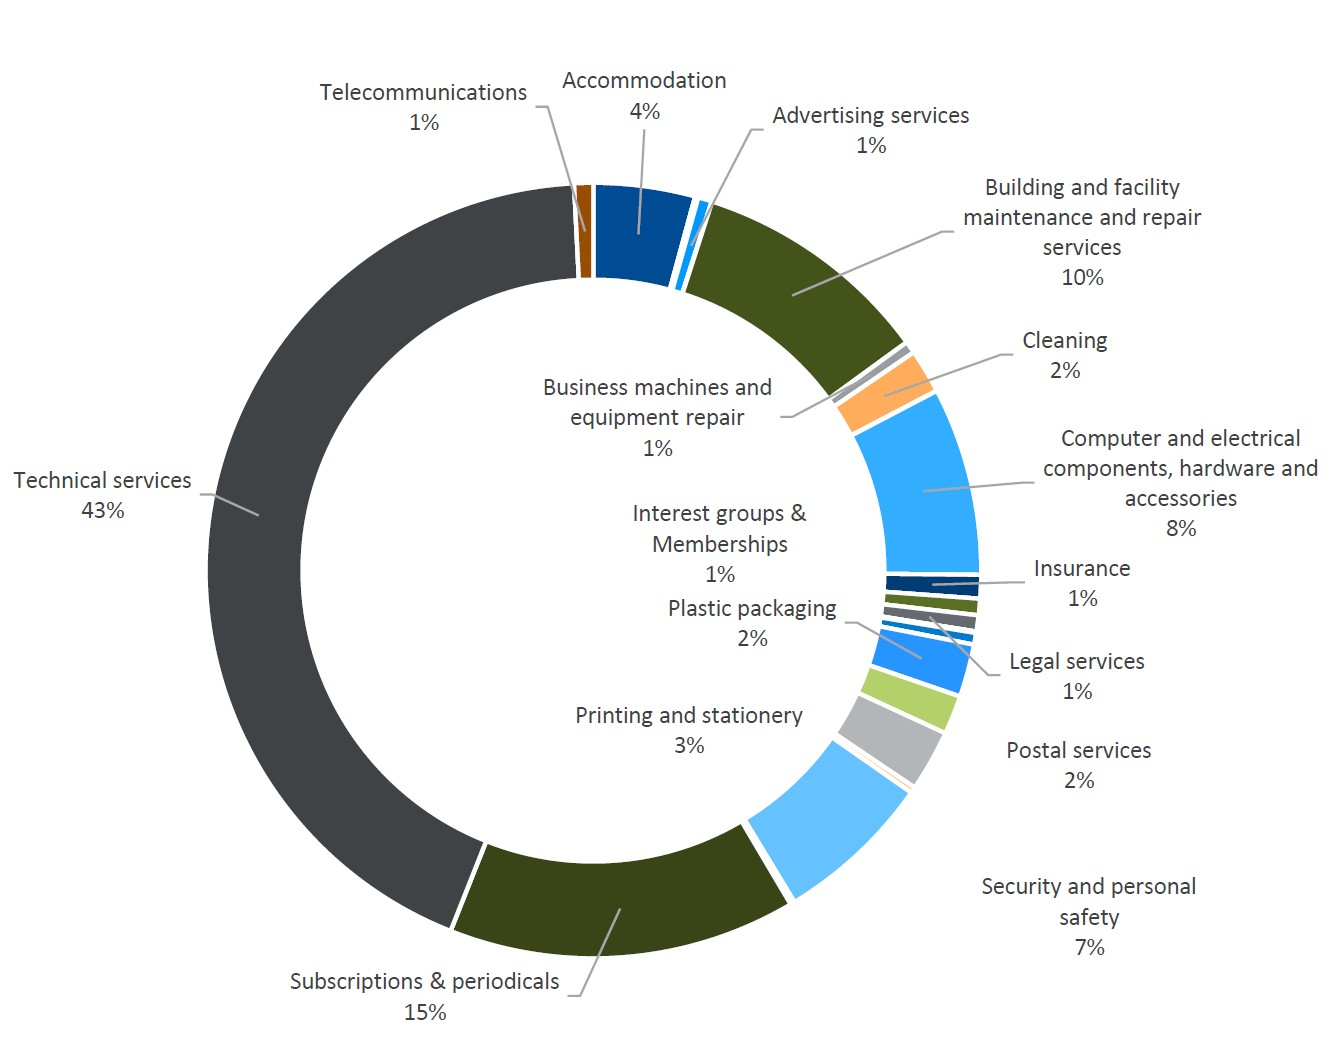 Accommodation
4%
Telecommunications
1%
Advertising services
1%
Building and facility
maintenance and repair
services
10%
Cleaning
2%
Business machines and
equipment repair
1%
Computer and electrical
components, hardware and
accessories
8%
Technical services
43%
Interest groups &
Memberships
1%
Insurance
1%
Plastic packaging
2%
Legal services
1%
Printing and stationery
3%
Postal services
2%
Security and personal
safety
7%
Subscriptions & periodicals
15%